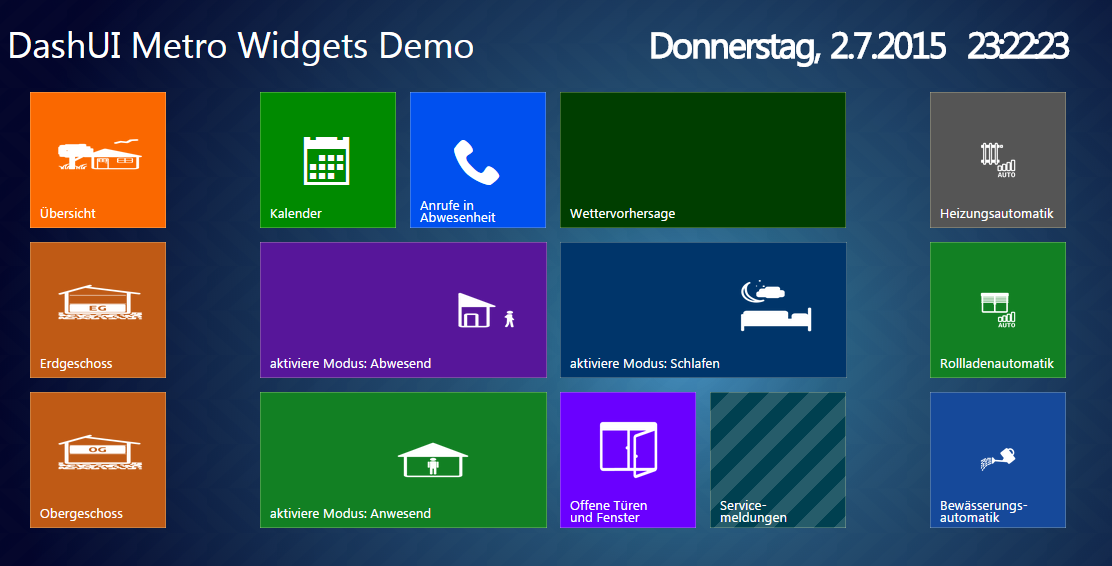 DashUI Metro Widgets Demo
Donnerstag, 2.7.2015 23:22:23
Übersicht
Kalender
Anrufe in
Abwesenheit
Wettervorhersage
AUTO
Heizungsautomatik
EG
Erdgeschoss
aktiviere Modus: Abwesend
aktiviere Modus: Schlafen
AUTO
Rollladenautomatik
OG
Obergeschoss
aktiviere Modus: Anwesend
Offene Türen
und Fenster
Service-
meldungen
Bewässerungs-
automatik